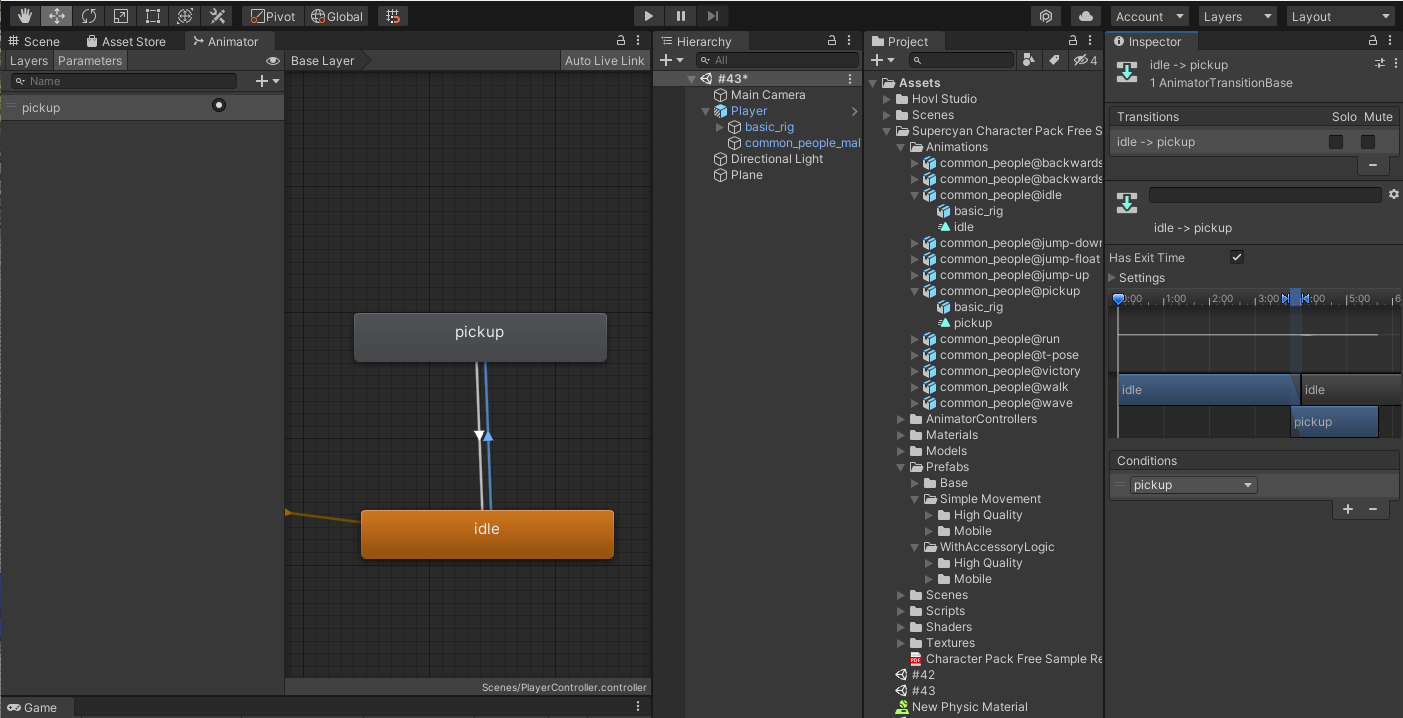 Pivot Global Account Layers Layout
Scene Asset Store Animator
Layers Parameters
Name
pickup
Base Layer Auto Live Link
pickup
idle
Scenes/PlayerController.controller
Game
Hierarchy
All
#43*
Main Camera
Player
basic_rig
common_people_mal
Directional Light
Plane
Project
4
Assets
Hovl Studio
Scenes
Supercyan Character Pack Free S
Animations
common_people@backwards
common_people@backwards
common_people@idle
basic_rig
idle
common_people@jump-down
common_people@jump-float
common_people@jump-up
common_people@pickup
basic_rig
pickup
common_people@run
common_people@t-pose
common_people@victory
common_people@walk
common_people@wave
AnimatorControllers
Materials
Models
Prefabs
Base
Simple Movement
High Quality
Mobile
WithAccessoryLogic
High Quality
Mobile
Scenes
Scripts
Shaders
Textures
Character Pack Free Sample Re
#42
#43
New Physic Material
Inspector
idle -> pickup
1 AnimatorTransitionBase
Transitions Solo Mute
idle -> pickup
idle -> pickup
Has Exit Time
Settings
0:00 1:00 2:00 3:00 4:00 5:00 6
idle idle
pickup
Conditions
pickup